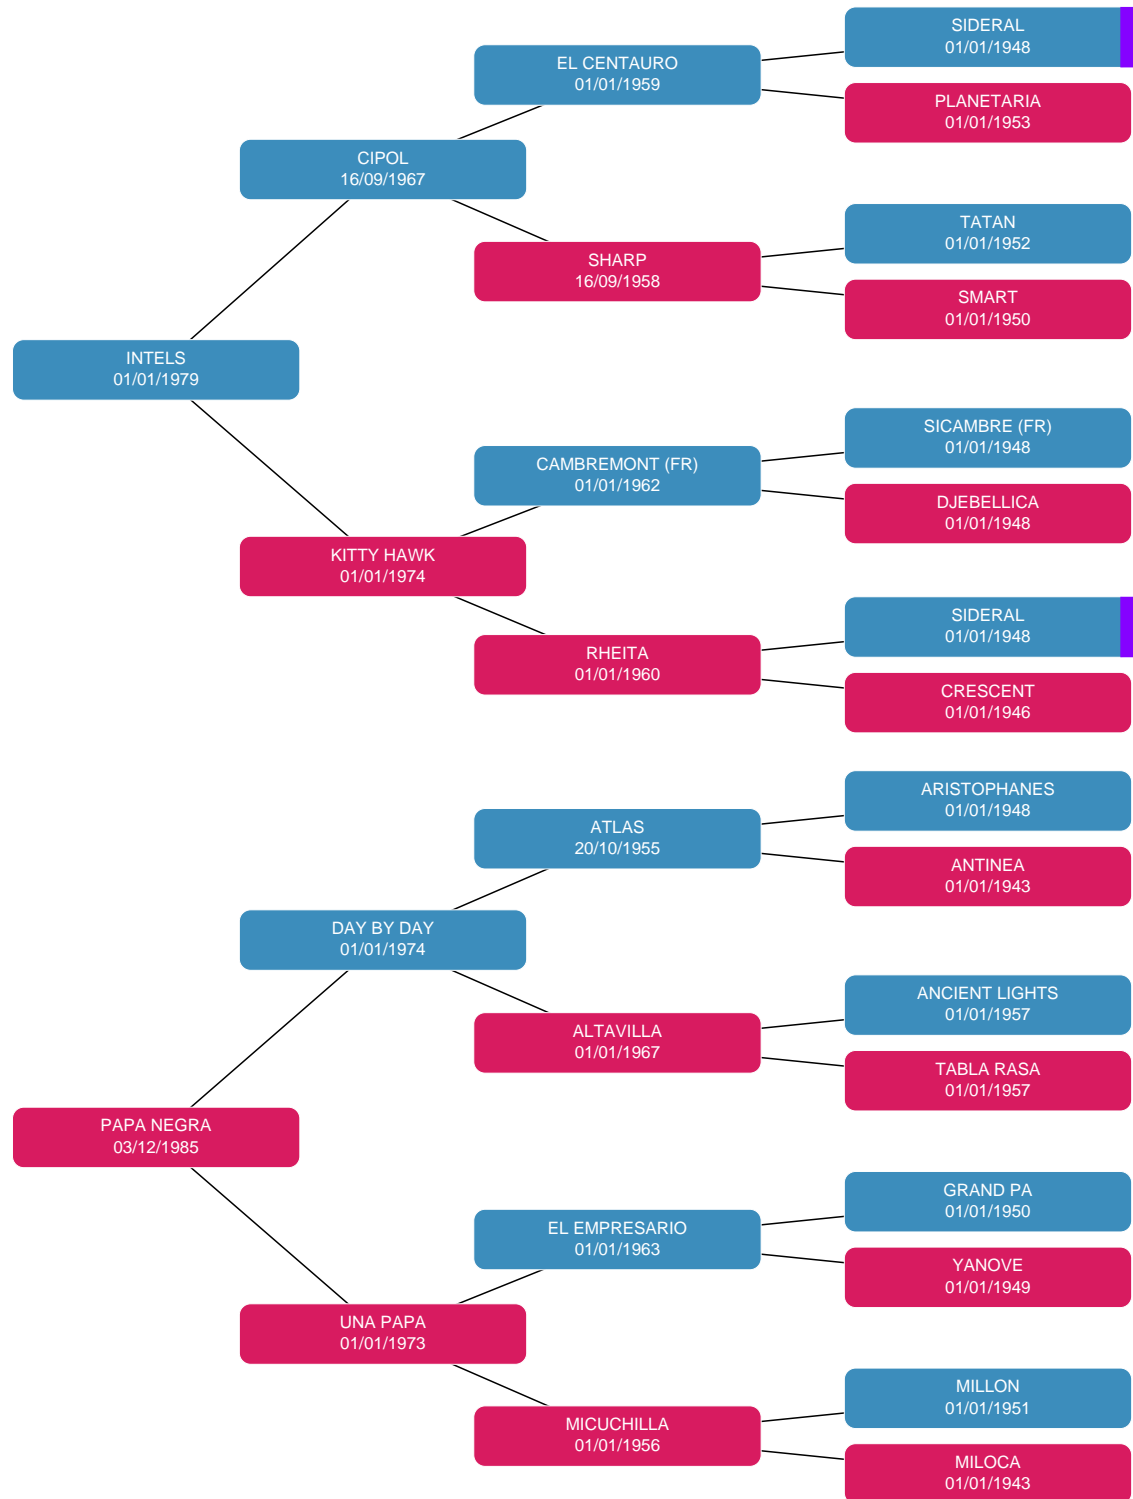 SIDERAL
01/01/1948
EL CENTAURO
01/01/1959
PLANETARIA
01/01/1953
CIPOL
16/09/1967
TATAN
01/01/1952
SHARP
16/09/1958
SMART
01/01/1950
INTELS
01/01/1979
SICAMBRE (FR)
01/01/1948
CAMBREMONT (FR)
01/01/1962
DJEBELLICA
01/01/1948
KITTY HAWK
01/01/1974
SIDERAL
01/01/1948
RHEITA
01/01/1960
CRESCENT
01/01/1946
ARISTOPHANES
01/01/1948
ATLAS
20/10/1955
ANTINEA
01/01/1943
DAY BY DAY
01/01/1974
ANCIENT LIGHTS
01/01/1957
ALTAVILLA
01/01/1967
TABLA RASA
01/01/1957
PAPA NEGRA
03/12/1985
GRAND PA
01/01/1950
EL EMPRESARIO
01/01/1963
YANOVE
01/01/1949
UNA PAPA
01/01/1973
MILLON
01/01/1951
MICUCHILLA
01/01/1956
MILOCA
01/01/1943